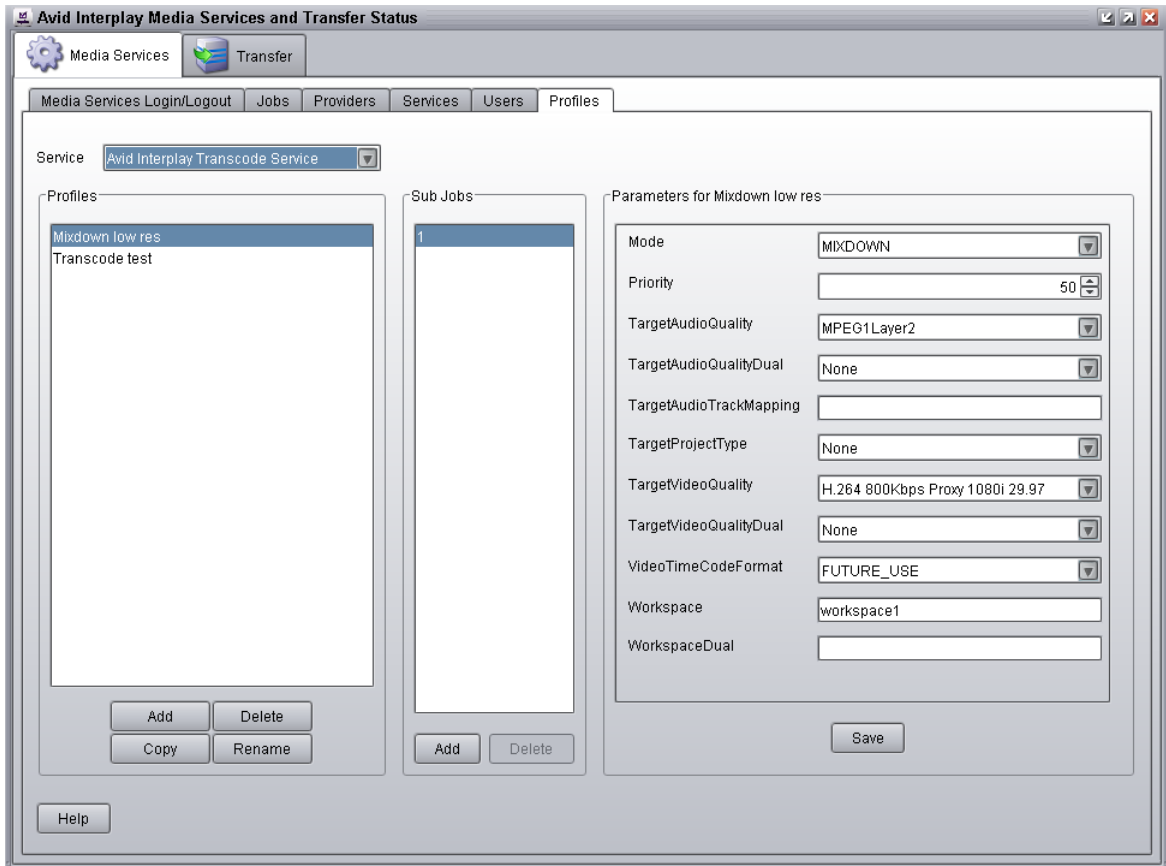 Avid Interplay Media Services and Transfer Status
Media Services Transfer
Media Services Login/Logout Jobs Providers Services Users Profiles
Service Avid Interplay Transcode Service
Profiles
Mixdown low res
Transcode test
Add Delete
Copy Rename
Sub Jobs
1
Add Delete
Parameters for Mixdown low res
Mode MIXDOWN
Priority 50
TargetAudioQuality MPEG1Layer2
TargetAudioQualityDual None
TargetAudioTrackMapping
TargetProjectType None
TargetVideoQuality H.264 800Kbps Proxy 1080i 29.97
TargetVideoQualityDual None
VideoTimeCodeFormat FUTURE_USE
Workspace workspace1
WorkspaceDual
Save
Help